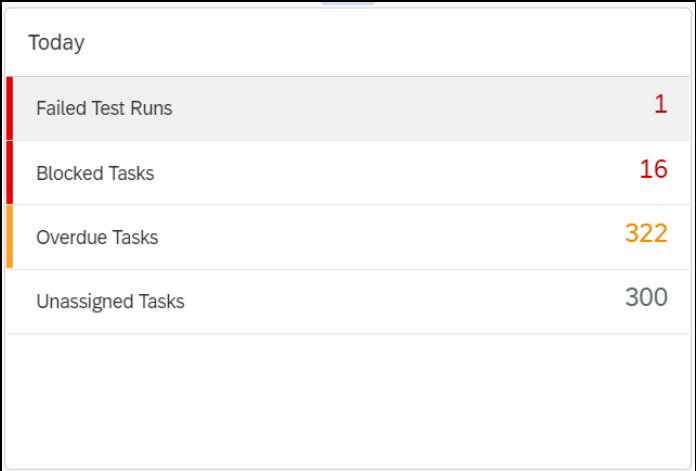 Today
Failed Test Runs 1
Blocked Tasks 16
Overdue Tasks 322
Unassigned Tasks 300